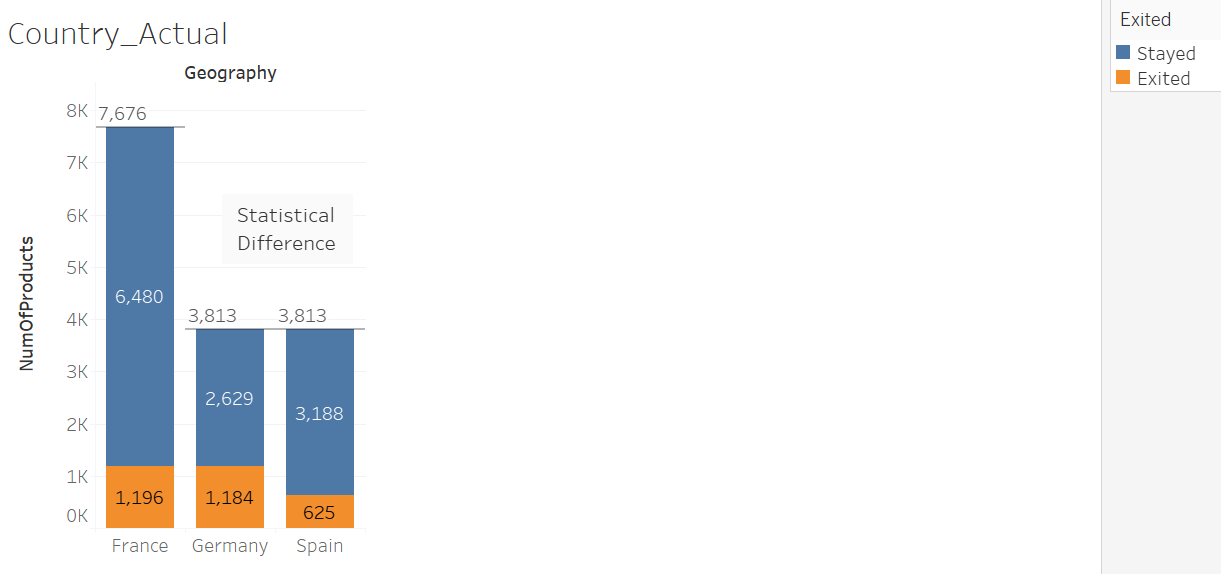 Country_Actual
Geography
NumOfProducts
8K
7K
6K
5K
4K
3K
2K
1K
0K
7,676
6,480
1,196
3,813
2,629
1,184
3,813
3,188
625
Statistical
Difference
France
Germany
Spain
Exited
Stayed
Exited